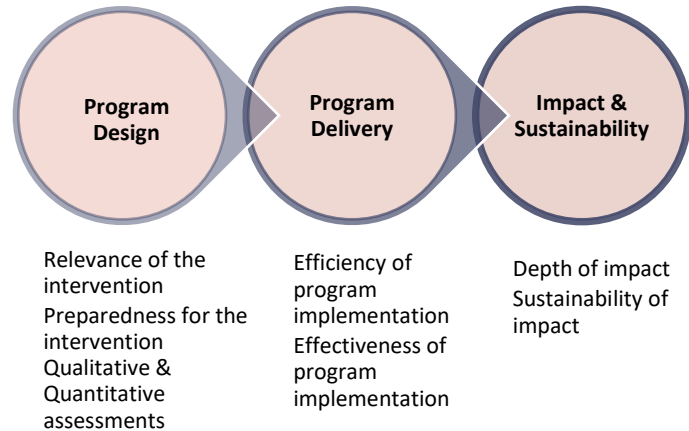 Program
Design
Program
Delivery
Impact &
Sustainability
Relevance of the
intervention
Preparedness for the
intervention
Qualitative &
Quantitative
assessments
Efficiency of
program
implementation
Effectiveness of
program
implementation
Depth of impact
Sustainability of
impact